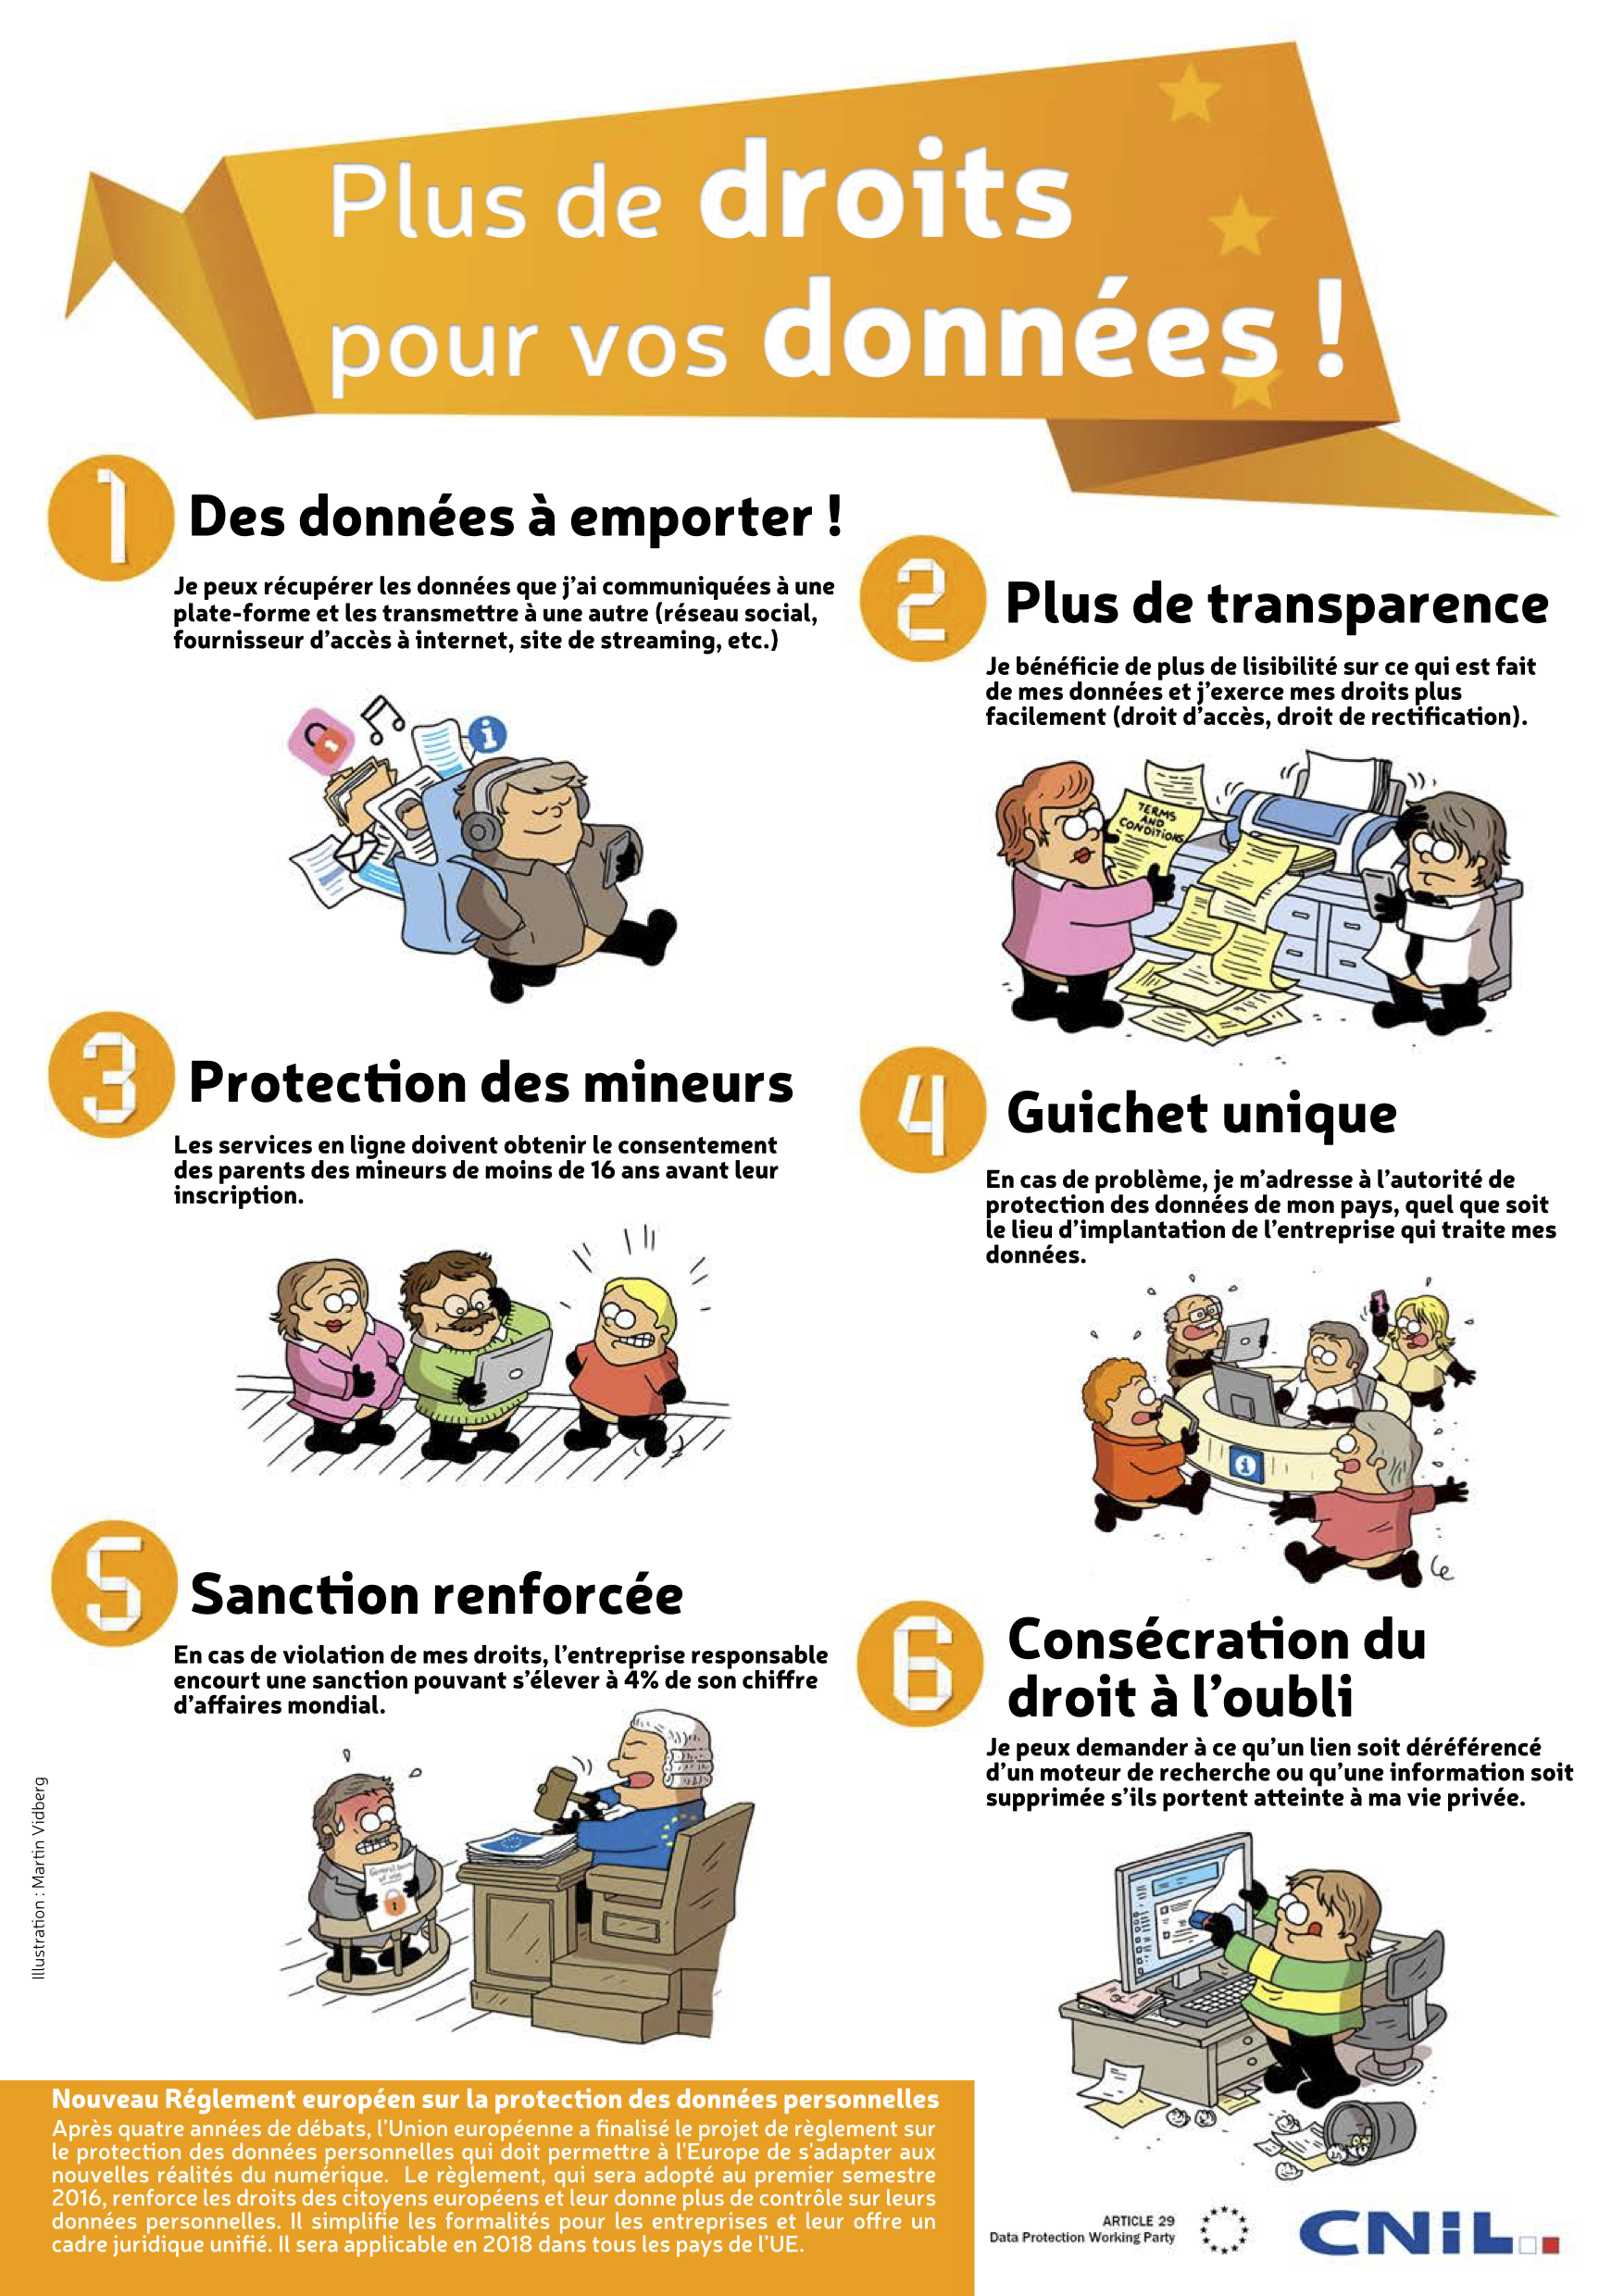 Plus de droits
pour vos données !
1
Des données à emporter !
Je peux récupérer les données que j'ai communiquées à une
plate-forme et les transmettre à une autre (réseau social,
fournisseur d'accès à internet, site de streaming, etc.)
2
Plus de transparence
Je bénéficie de plus de lisibilité sur ce qui est fait
de mes données et j'exerce mes droits plus
facilement (droit d'accès, droit de rectification).
TERMS
AND
CONDITIONS
3
Protection des mineurs
Les services en ligne doivent obtenir le consentement
des parents des mineurs de moins de 16 ans avant leur
inscription.
4
Guichet unique
En cas de problème, je m'adresse à l'autorité de
protection des données de mon pays, quel que soit
le lieu d'implantation de l'entreprise qui traite mes
données.
i
5
Sanction renforcée
En cas de violation de mes droits, l'entreprise responsable
encourt une sanction pouvant s'élever à 4% de son chiffre
d'affaires mondial.
General term
of use
6
Consécration du
droit à l'oubli
Je peux demander à ce qu'un lien soit déréférencé
d'un moteur de recherche ou qu'une information soit
supprimée s'ils portent atteinte à ma vie privée.
Illustration : Martin Vidberg
Nouveau Réglement européen sur la protection des données personnelles
Après quatre années de débats, l'Union européenne a finalisé le projet de règlement sur
le protection des données personnelles qui doit permettre à l'Europe de s'adapter aux
nouvelles réalités du numérique. Le règlement, qui sera adopté au premier semestre
2016, renforce les droits des citoyens européens et leur donne plus de contrôle sur leurs
données personnelles. Il simplifie les formalités pour les entreprises et leur offre un
cadre juridique unifié. Il sera applicable en 2018 dans tous les pays de l'UE.
ARTICLE 29
Data Protection Working Party
CNIL